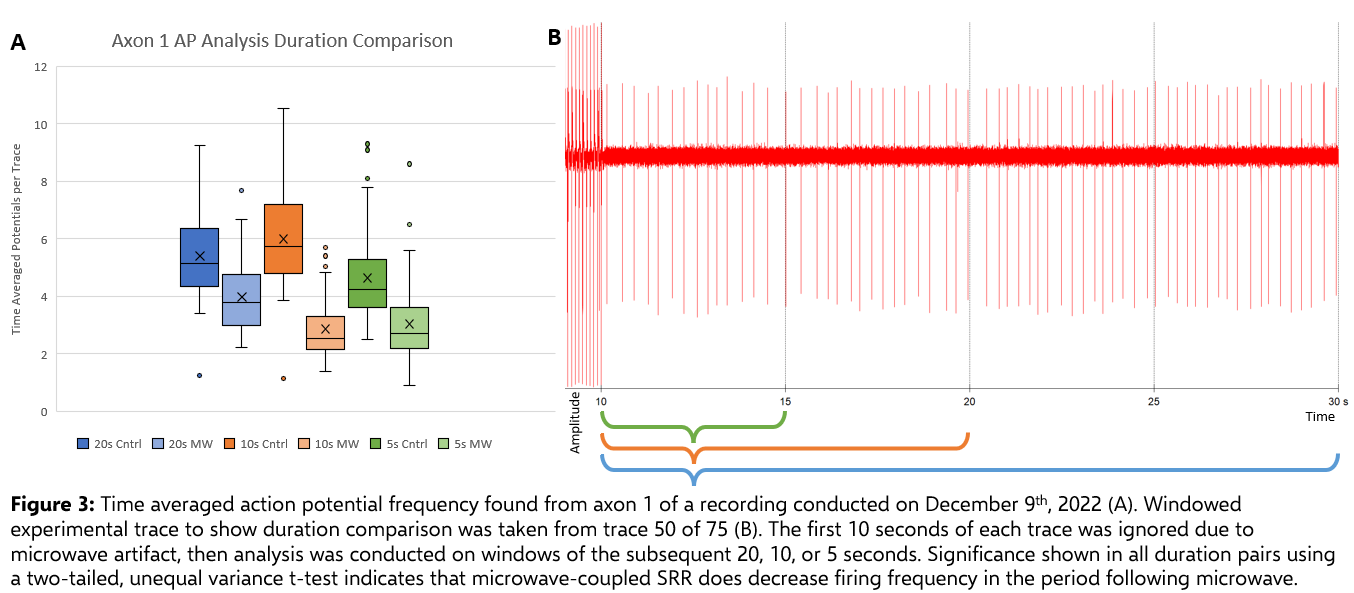 A
Axon 1 AP Analysis Duration Comparison
Time Averaged Potentials per Trace
12
10
8
6
4
2
0
20s Cntrl 20s MW 10s Cntrl 10s MW 5s Cntrl 5s MW
B
Amplitude
10 15 20 25 30 s
Time
Figure 3: Time averaged action potential frequency found from axon 1 of a recording conducted on December 9th, 2022 (A). Windowed
experimental trace to show duration comparison was taken from trace 50 of 75 (B). The first 10 seconds of each trace was ignored due to
microwave artifact, then analysis was conducted on windows of the subsequent 20, 10, or 5 seconds. Significance shown in all duration pairs using
a two-tailed, unequal variance t-test indicates that microwave-coupled SRR does decrease firing frequency in the period following microwave.